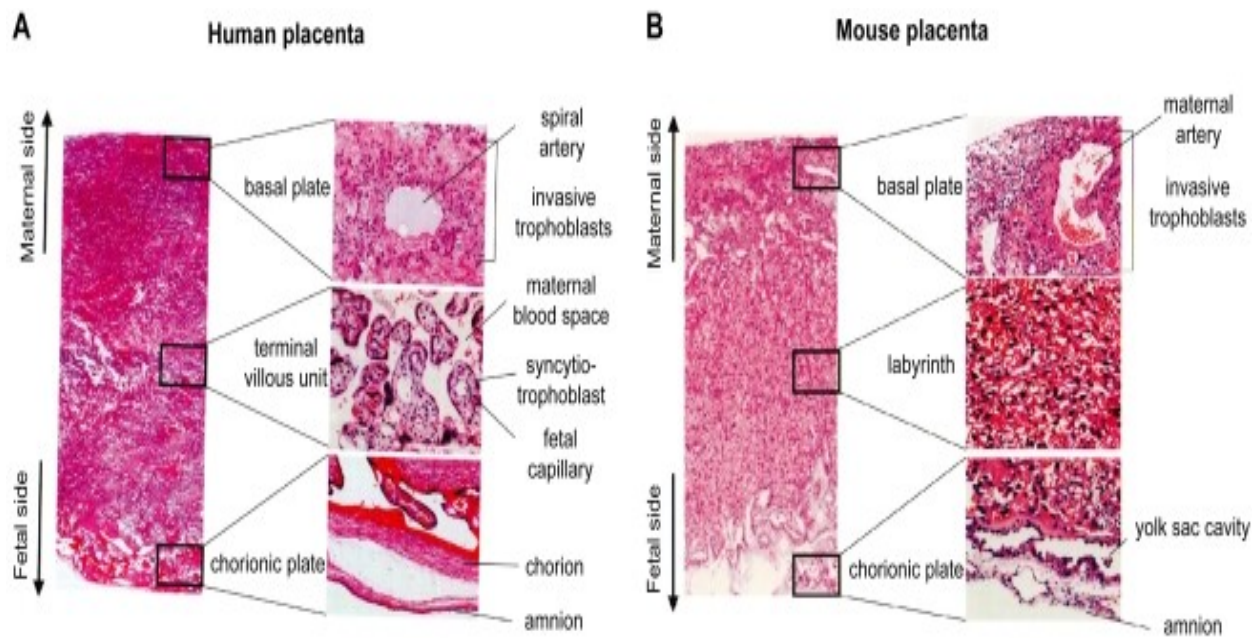 A
Human placenta
Maternal side
Fetal side
basal plate
spiral
artery
invasive
trophoblasts
terminal
villous unit
maternal
blood space
syncytio-
trophoblast
fetal
capillary
chorionic plate
chorion
amnion
B
Mouse placenta
Maternal side
Fetal side
basal plate
maternal
artery
invasive
trophoblasts
labyrinth
chorionic plate
yolk sac cavity
amnion